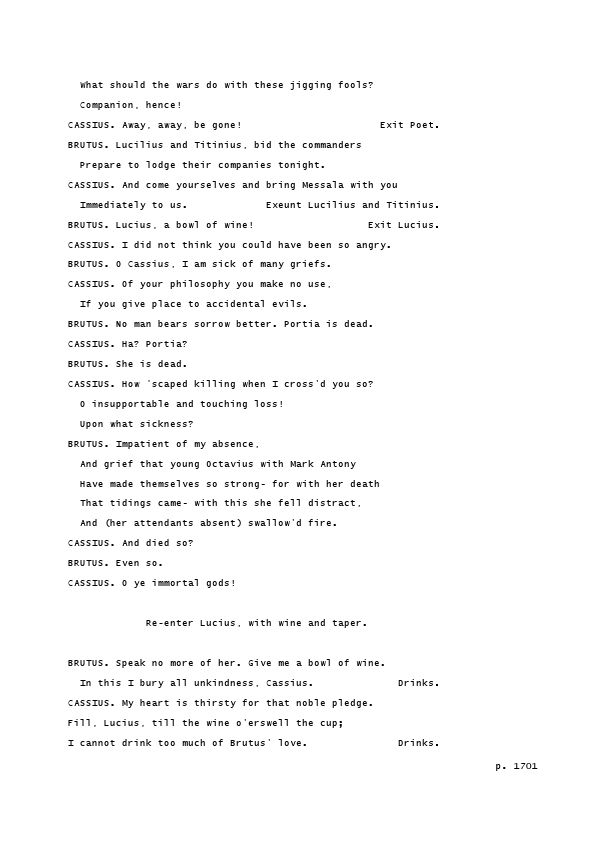 What should the wars do with these jigging fools?
  Companion, hence!
CASSIUS. Away, away, be gone!                       Exit Poet.
BRUTUS. Lucilius and Titinius, bid the commanders
  Prepare to lodge their companies tonight.
CASSIUS. And come yourselves and bring Messala with you
  Immediately to us.             Exeunt Lucilius and Titinius.
BRUTUS. Lucius, a bowl of wine!                   Exit Lucius.
CASSIUS. I did not think you could have been so angry.
BRUTUS. O Cassius, I am sick of many griefs.
CASSIUS. Of your philosophy you make no use,
  If you give place to accidental evils.
BRUTUS. No man bears sorrow better. Portia is dead.
CASSIUS. Ha? Portia?
BRUTUS. She is dead.
CASSIUS. How 'scaped killing when I cross'd you so?
  O insupportable and touching loss!
  Upon what sickness?
BRUTUS. Impatient of my absence,
  And grief that young Octavius with Mark Antony
  Have made themselves so strong- for with her death
  That tidings came- with this she fell distract,
  And (her attendants absent) swallow'd fire.
CASSIUS. And died so?
BRUTUS. Even so.
CASSIUS. O ye immortal gods!

             Re-enter Lucius, with wine and taper.

BRUTUS. Speak no more of her. Give me a bowl of wine.
  In this I bury all unkindness, Cassius.              Drinks.
CASSIUS. My heart is thirsty for that noble pledge.
Fill, Lucius, till the wine o'erswell the cup;
I cannot drink too much of Brutus' love.               Drinks.
p. 1701